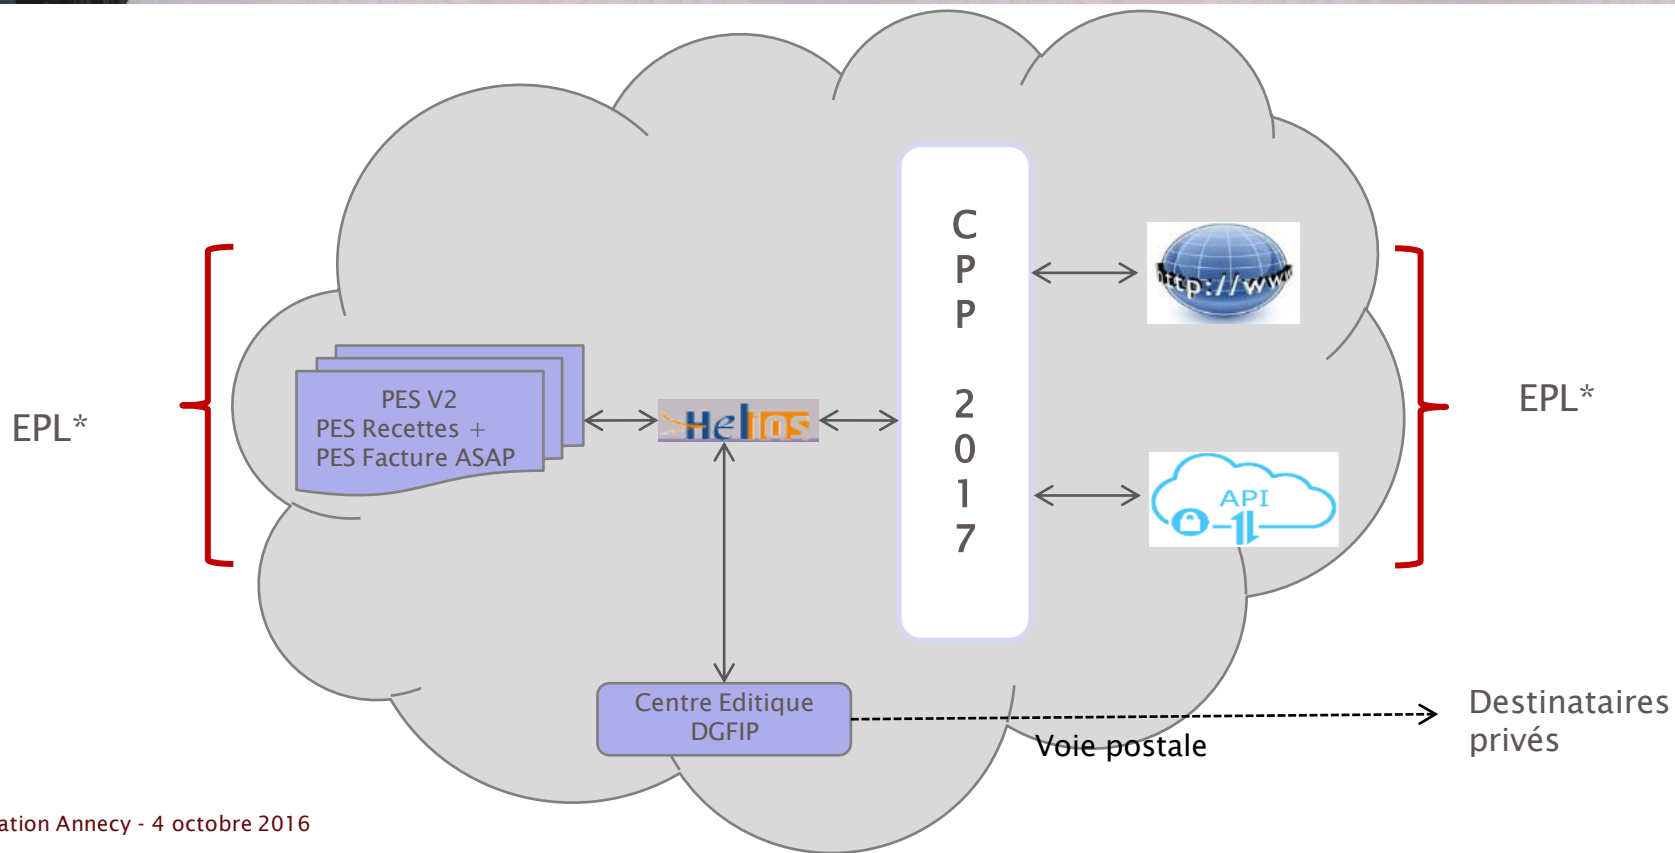 EPL*
PES V2
PES Recettes +
PES Facture ASAP
Helios
C
P
P
2
0
1
7
http://www
API
EPL*
Centre Editique
DGFIP
Voie postale
Destinataires
privés
ation Annecy - 4 octobre 2016